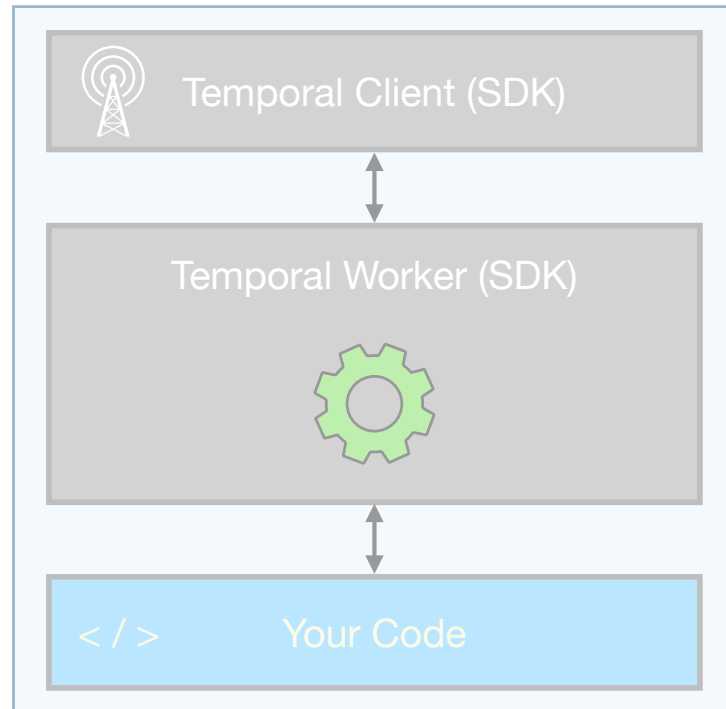 Temporal Client (SDK)
Temporal Worker (SDK)
< / > Your Code